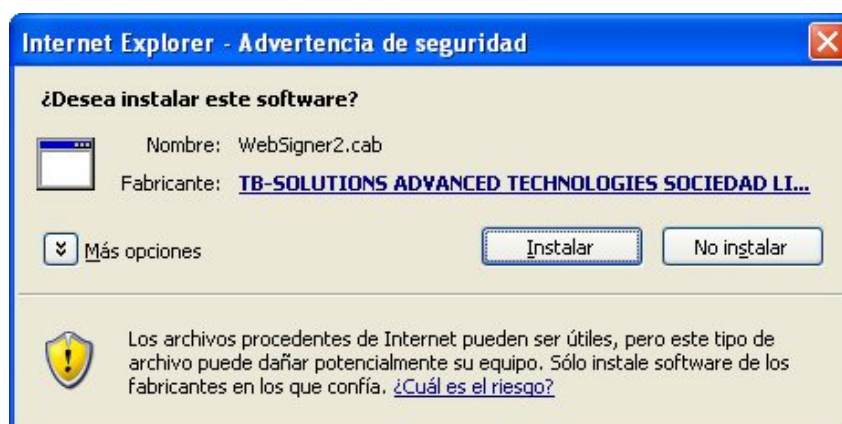 Internet Explorer - Advertencia de seguridad
¿Desea instalar este software?
Nombre: WebSigner2.cab
Fabricante: TB-SOLUTIONS ADVANCED TECHNOLOGIES SOCIEDAD LI...
Más opciones Instalar No instalar
Los archivos procedentes de Internet pueden ser útiles, pero este tipo de
archivo puede dañar potencialmente su equipo. Sólo instale software de los
fabricantes en los que confía. ¿Cuál es el riesgo?